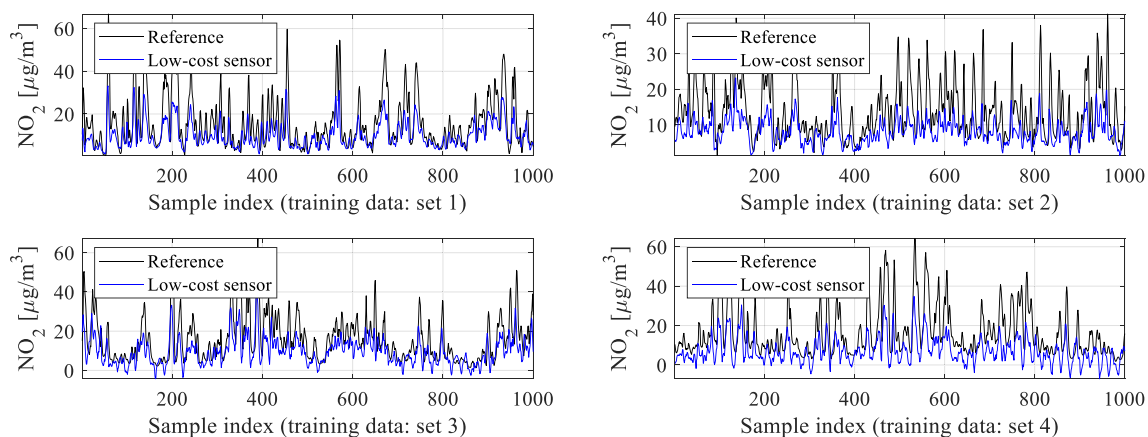 NO2 [μg/m3]
60
40
20
Reference
Low-cost sensor
200 400 600 800 1000
Sample index (training data: set 1)
NO2 [μg/m3]
40
30
20
10
Reference
Low-cost sensor
200 400 600 800 1000
Sample index (training data: set 2)
NO2 [μg/m3]
60
40
20
0
Reference
Low-cost sensor
200 400 600 800 1000
Sample index (training data: set 3)
NO2 [μg/m3]
60
40
20
0
Reference
Low-cost sensor
200 400 600 800 1000
Sample index (training data: set 4)